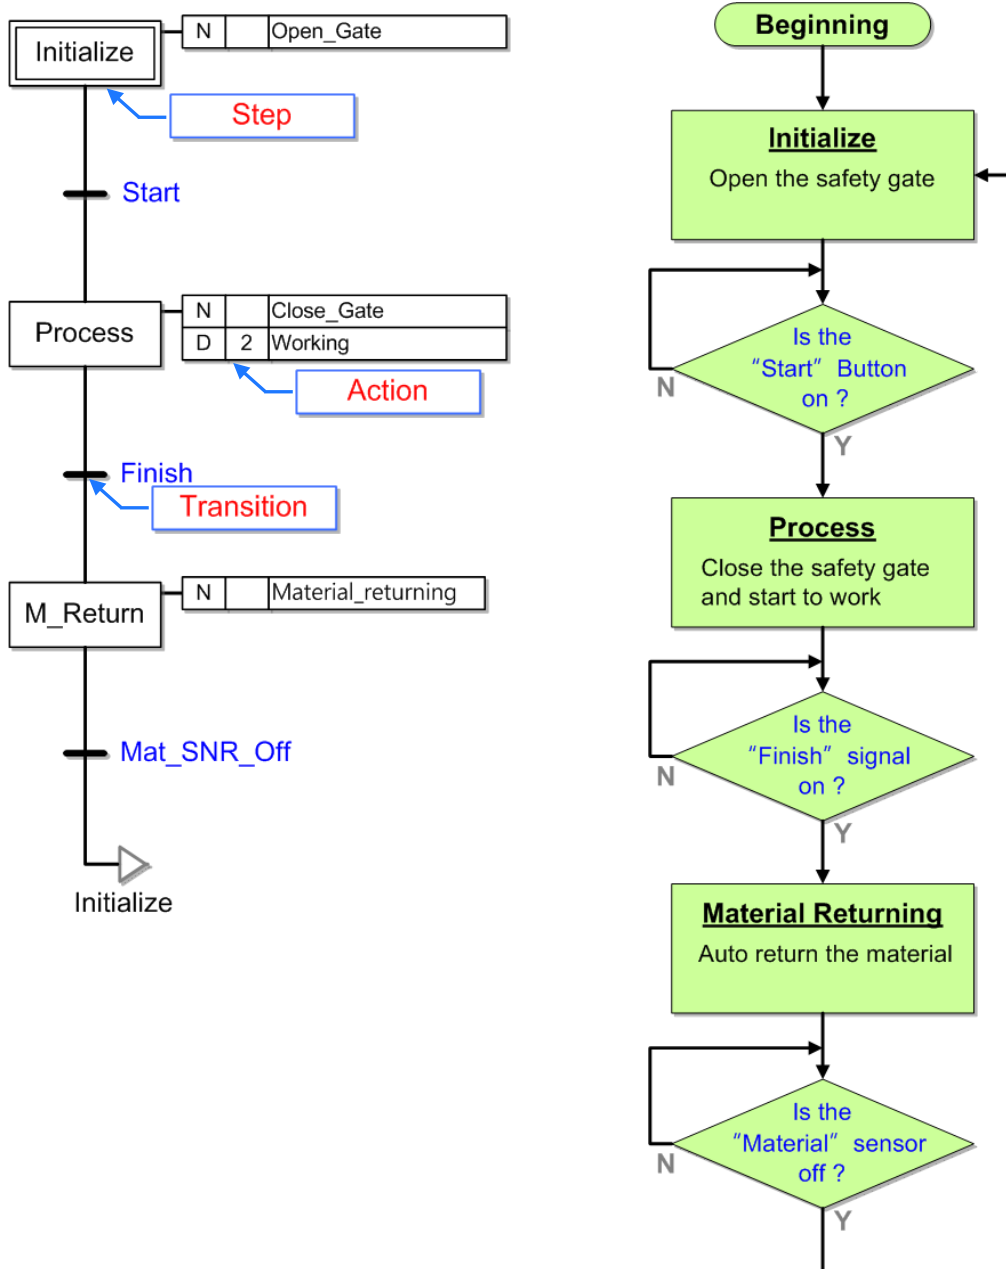 Initialize
N Open_Gate
Step
Start
Process
N Close_Gate
D 2 Working
Action
Finish
Transition
M_Return
N Material_returning
Mat_SNR_Off
Initialize
Beginning
Initialize
Open the safety gate
Is the
“Start” Button
on ?
N
Y
Process
Close the safety gate
and start to work
Is the
“Finish” signal
on ?
N
Y
Material Returning
Auto return the material
Is the
“Material” sensor
off ?
N
Y